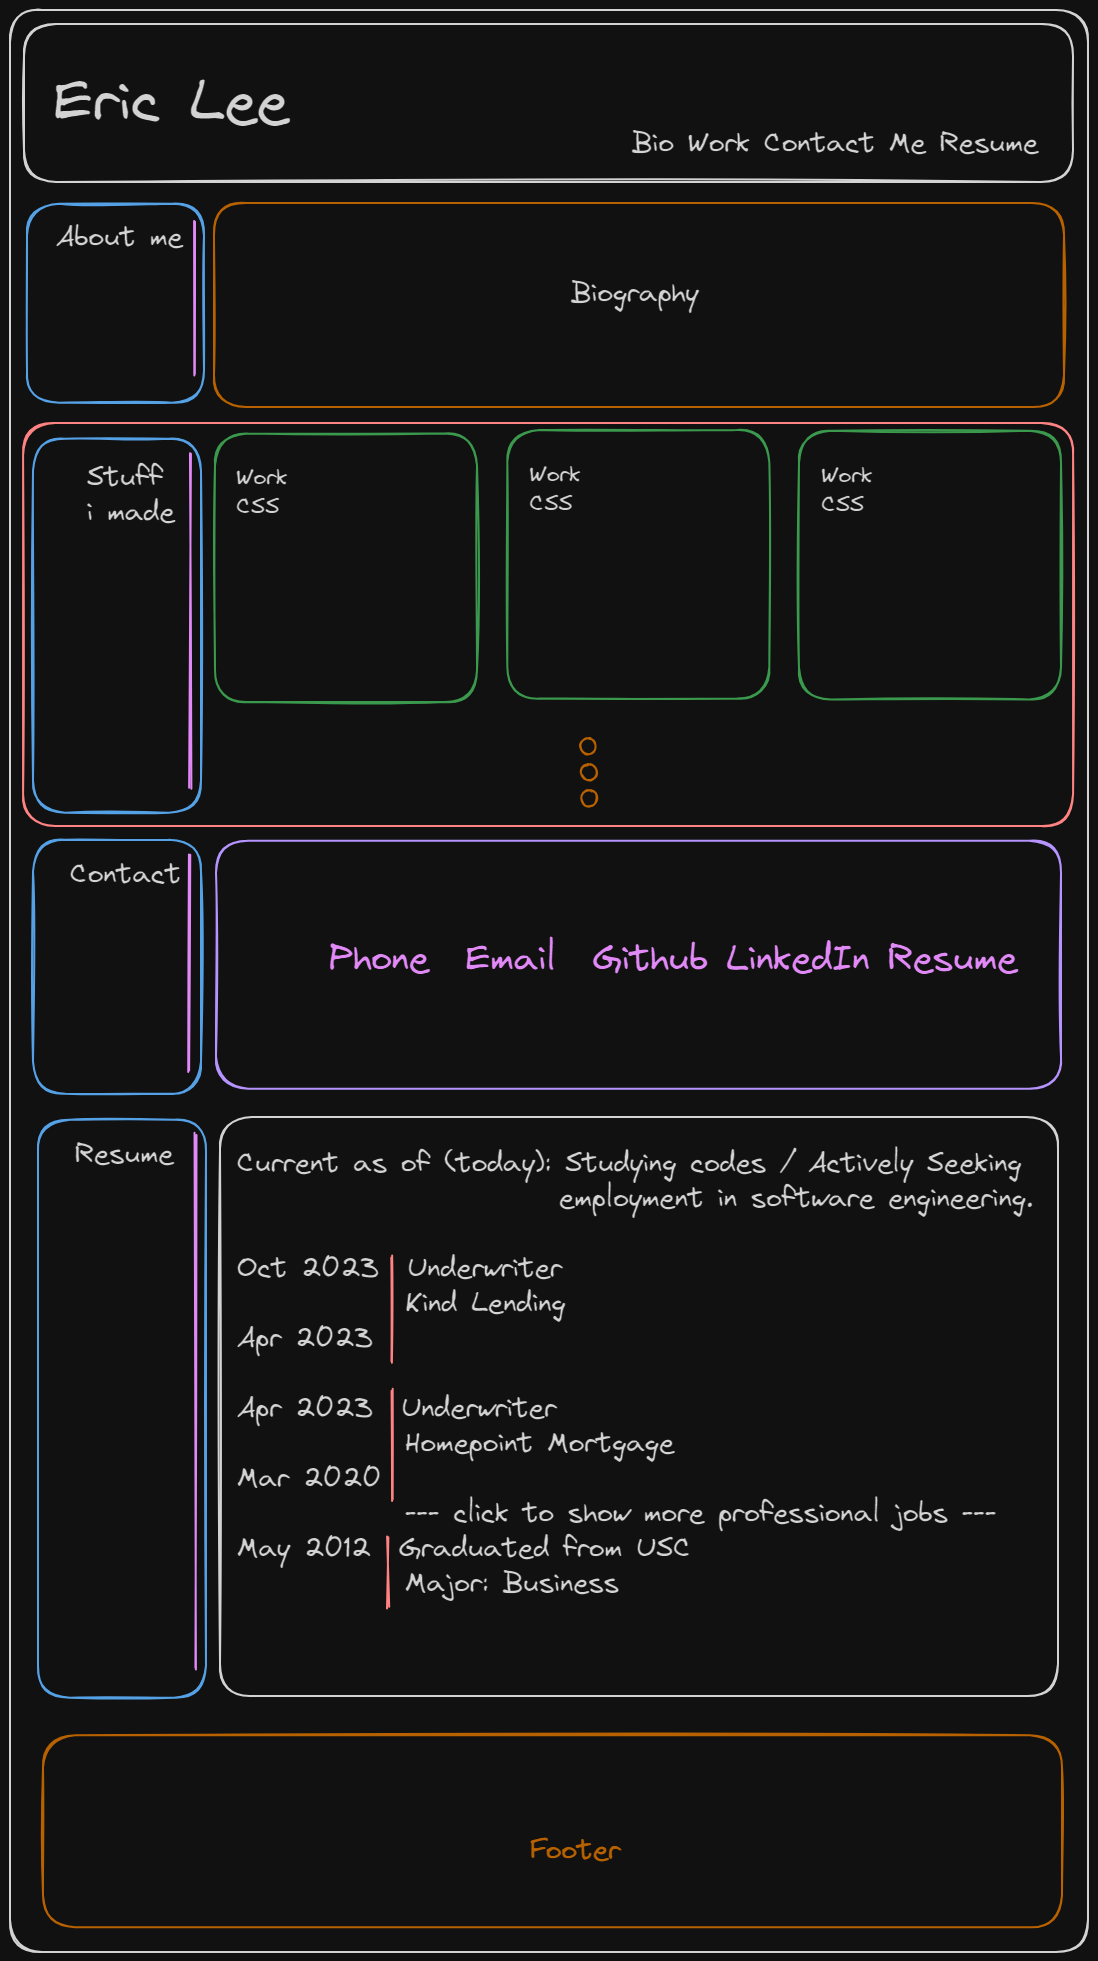 Eric Lee
Bio Work Contact Me Resume
About me
Biography
Stuff
i made
Work
CSS
Work
CSS
Work
CSS
Contact
Phone Email Github LinkedIn Resume
Resume
Current as of (today): Studying codes / Actively Seeking
employment in software engineering.
Oct 2023 Underwriter
Kind Lending
Apr 2023
Apr 2023 Underwriter
Homepoint Mortgage
Mar 2020
--- click to show more professional jobs ---
May 2012 Graduated from USC
Major: Business
Footer